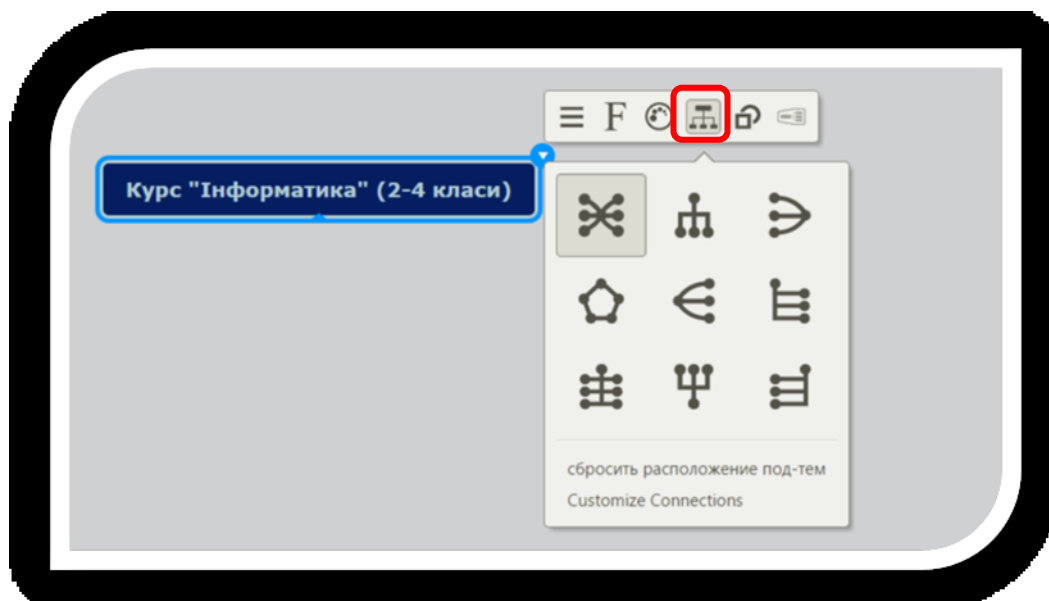 F
Курс "Інформатика" (2-4 класи)
сбросить расположение под-тем
Customize Connections